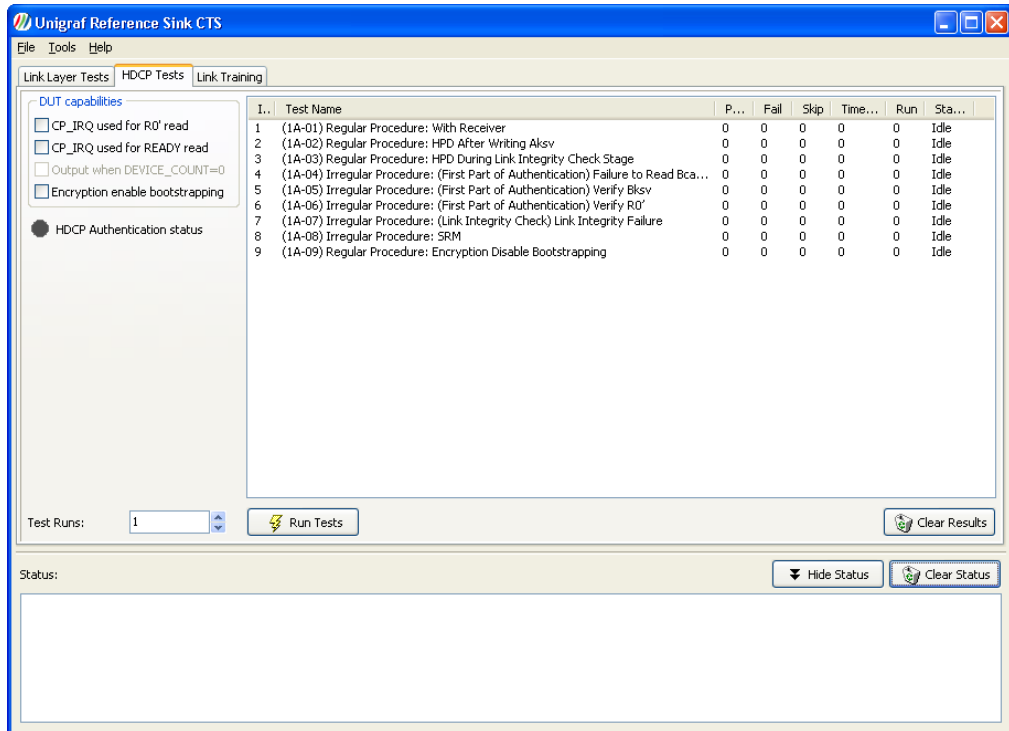 Unigraf Reference Sink CTS
File Tools Help
Link Layer Tests HDCP Tests Link Training
DUT capabilities
CP_IRQ used for R0' read
CP_IRQ used for READY read
Output when DEVICE_COUNT=0
Encryption enable bootstrapping
HDCP Authentication status
I.. Test Name P... Fail Skip Time... Run Sta...
1 (1A-01) Regular Procedure: With Receiver 0 0 0 0 0 Idle
2 (1A-02) Regular Procedure: HPD After Writing Aksv 0 0 0 0 0 Idle
3 (1A-03) Regular Procedure: HPD During Link Integrity Check Stage 0 0 0 0 0 Idle
4 (1A-04) Irregular Procedure: (First Part of Authentication) Failure to Read Bca... 0 0 0 0 0 Idle
5 (1A-05) Irregular Procedure: (First Part of Authentication) Verify Bksv 0 0 0 0 0 Idle
6 (1A-06) Irregular Procedure: (First Part of Authentication) Verify R0´ 0 0 0 0 0 Idle
7 (1A-07) Irregular Procedure: (Link Integrity Check) Link Integrity Failure 0 0 0 0 0 Idle
8 (1A-08) Irregular Procedure: SRM 0 0 0 0 0 Idle
9 (1A-09) Regular Procedure: Encryption Disable Bootstrapping 0 0 0 0 0 Idle
Test Runs: 1 Run Tests Clear Results
Status: Hide Status Clear Status